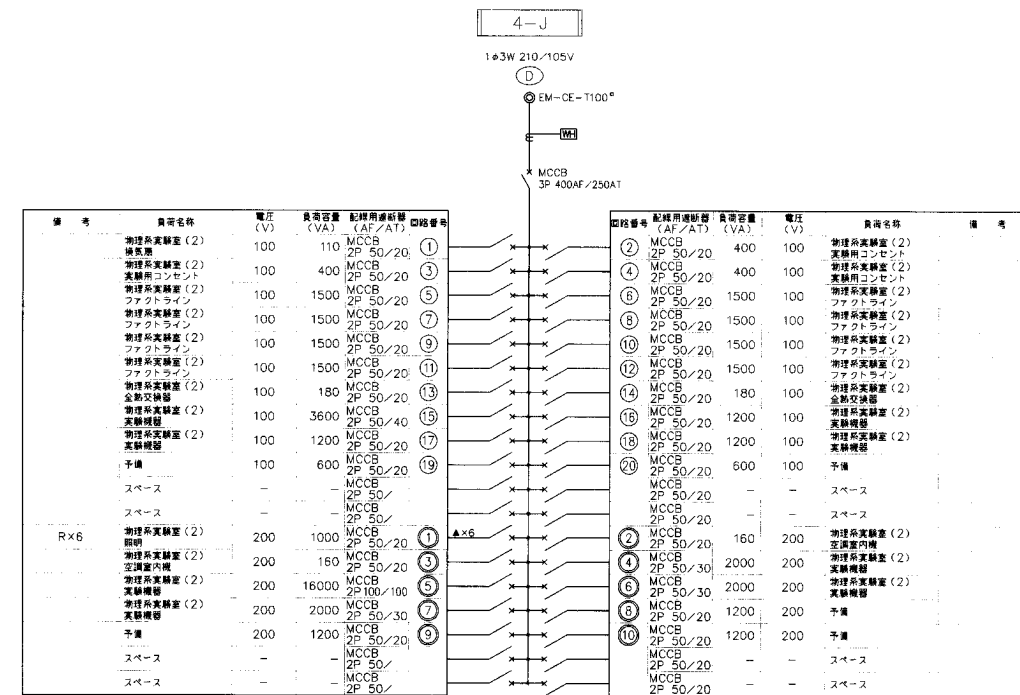 4-J
1φ3W 210/105V
D
EM-CE-T100□
WH
MCCB
3P 400AF/250AT
備 考 負荷名称 電圧(V) 負荷容量(VA) 配線用遮断器(AF/AT) 回路番号
物理系実験室(2) 換気扇 100 110 MCCB 2P 50/20 1
物理系実験室(2) 実験用コンセント 100 400 MCCB 2P 50/20 3
物理系実験室(2) ファクトライン 100 1500 MCCB 2P 50/20 5
物理系実験室(2) ファクトライン 100 1500 MCCB 2P 50/20 7
物理系実験室(2) ファクトライン 100 1500 MCCB 2P 50/20 9
物理系実験室(2) ファクトライン 100 1500 MCCB 2P 50/20 11
物理系実験室(2) 全熱交換器 100 180 MCCB 2P 50/20 13
物理系実験室(2) 実験機器 100 3600 MCCB 2P 50/40 15
物理系実験室(2) 実験機器 100 1200 MCCB 2P 50/20 17
予備 100 600 MCCB 2P 50/20 19
スペース - - MCCB 2P 50/
スペース - - MCCB 2P 50/
R×6 物理系実験室(2) 照明 200 1000 MCCB 2P 50/20 1 ▲×6
物理系実験室(2) 空調室内機 200 160 MCCB 2P 50/20 3
物理系実験室(2) 実験機器 200 16000 MCCB 2P100/100 5
物理系実験室(2) 実験機器 200 2000 MCCB 2P 50/30 7
予備 200 1200 MCCB 2P 50/20 9
スペース - - MCCB 2P 50/
スペース - - MCCB 2P 50/
回路番号 配線用遮断器(AF/AT) 負荷容量(VA) 電圧(V) 負荷名称 備 考
2 MCCB 2P 50/20 400 100 物理系実験室(2) 実験用コンセント
4 MCCB 2P 50/20 400 100 物理系実験室(2) 実験用コンセント
6 MCCB 2P 50/20 1500 100 物理系実験室(2) ファクトライン
8 MCCB 2P 50/20 1500 100 物理系実験室(2) ファクトライン
10 MCCB 2P 50/20 1500 100 物理系実験室(2) ファクトライン
12 MCCB 2P 50/20 1500 100 物理系実験室(2) ファクトライン
14 MCCB 2P 50/20 180 100 物理系実験室(2) 全熱交換器
16 MCCB 2P 50/20 1200 100 物理系実験室(2) 実験機器
18 MCCB 2P 50/20 1200 100 物理系実験室(2) 実験機器
20 MCCB 2P 50/20 600 100 予備
MCCB 2P 50/20 - - スペース
MCCB 2P 50/20 - - スペース
2 MCCB 2P 50/20 160 200 物理系実験室(2) 空調室内機
4 MCCB 2P 50/30 2000 200 物理系実験室(2) 実験機器
6 MCCB 2P 50/30 2000 200 物理系実験室(2) 実験機器
8 MCCB 2P 50/20 1200 200 予備
10 MCCB 2P 50/20 1200 200 予備
MCCB 2P 50/20 - - スペース
MCCB 2P 50/20 - - スペース